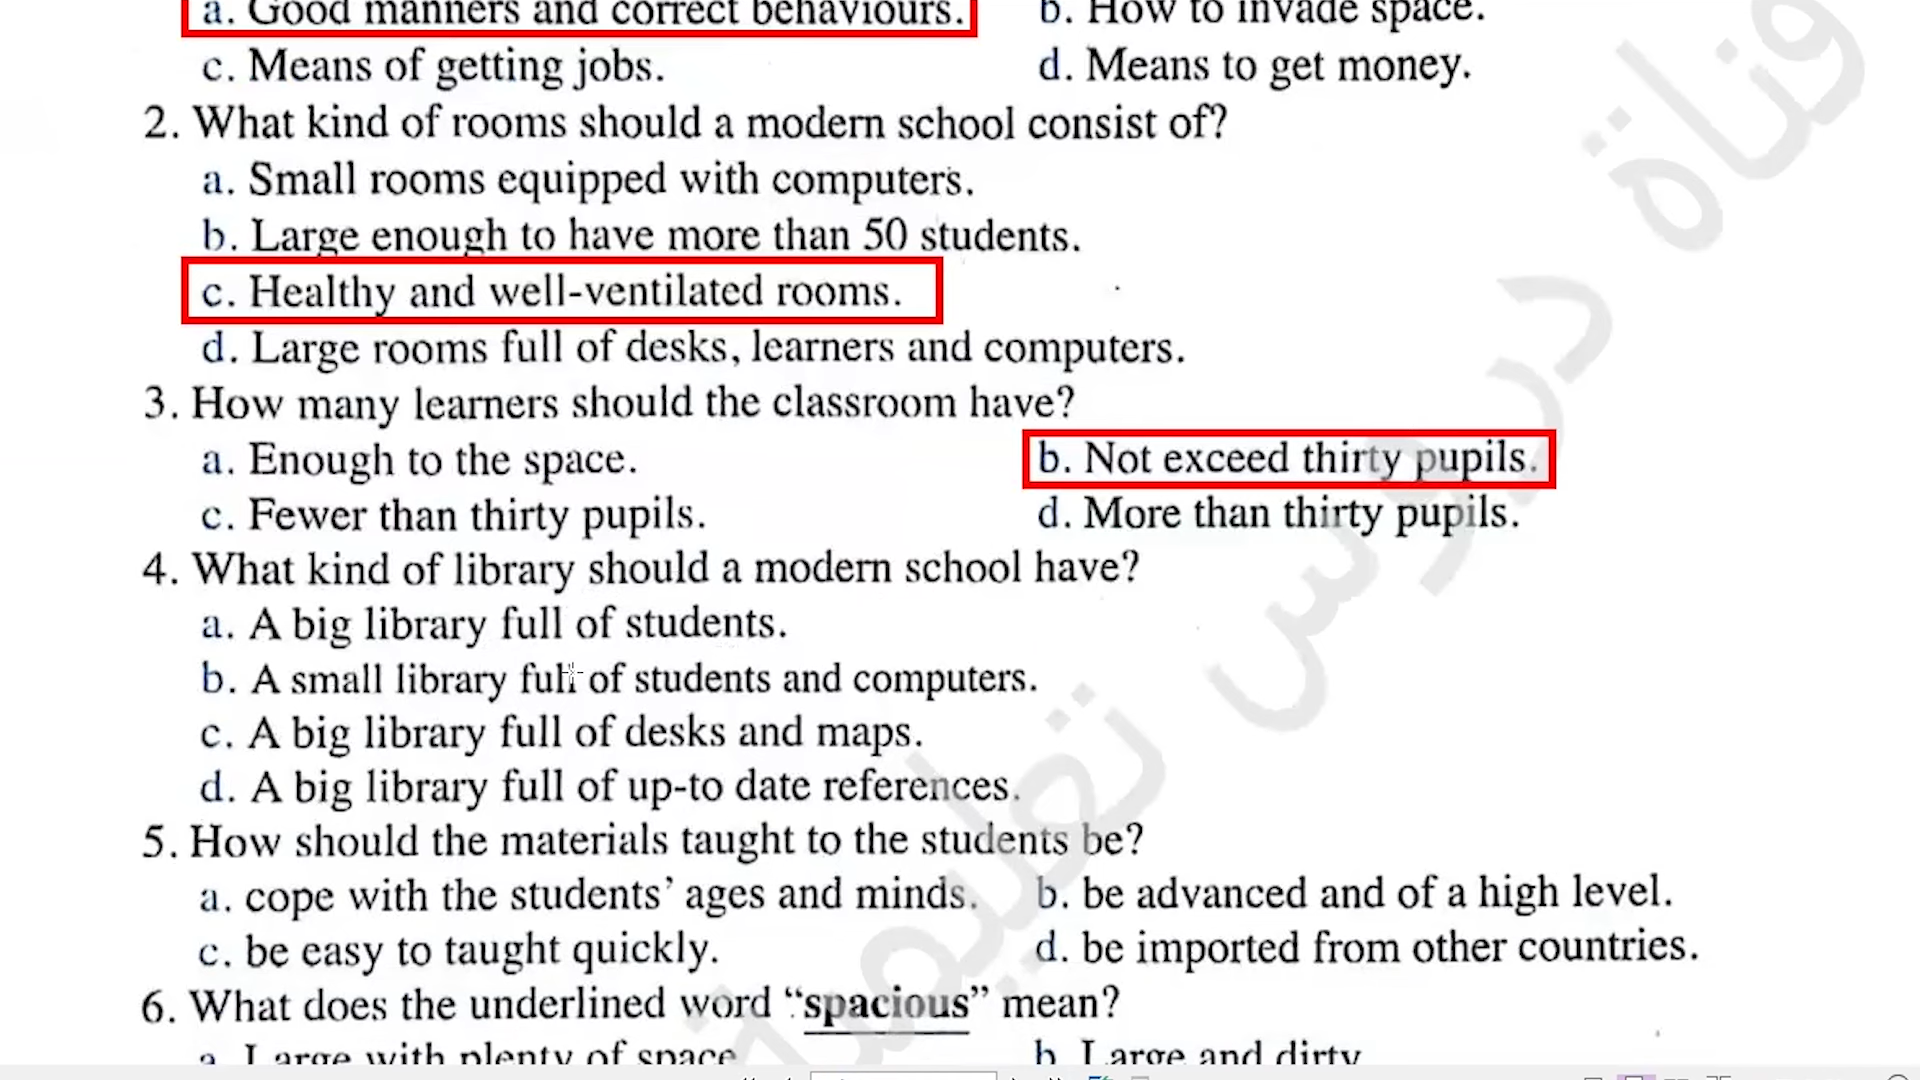 a. Good manners and correct behaviours. b. How to invade space.
c. Means of getting jobs. d. Means to get money.
2. What kind of rooms should a modern school consist of?
a. Small rooms equipped with computers.
b. Large enough to have more than 50 students.
c. Healthy and well-ventilated rooms.
d. Large rooms full of desks, learners and computers.
3. How many learners should the classroom have?
a. Enough to the space. b. Not exceed thirty pupils.
c. Fewer than thirty pupils. d. More than thirty pupils.
4. What kind of library should a modern school have?
a. A big library full of students.
b. A small library full of students and computers.
c. A big library full of desks and maps.
d. A big library full of up-to date references.
5. How should the materials taught to the students be?
a. cope with the students’ ages and minds. b. be advanced and of a high level.
c. be easy to taught quickly. d. be imported from other countries.
6. What does the underlined word “spacious” mean?
a. Large with plenty of space b. Large and dirty
قناة دروس تعليمية